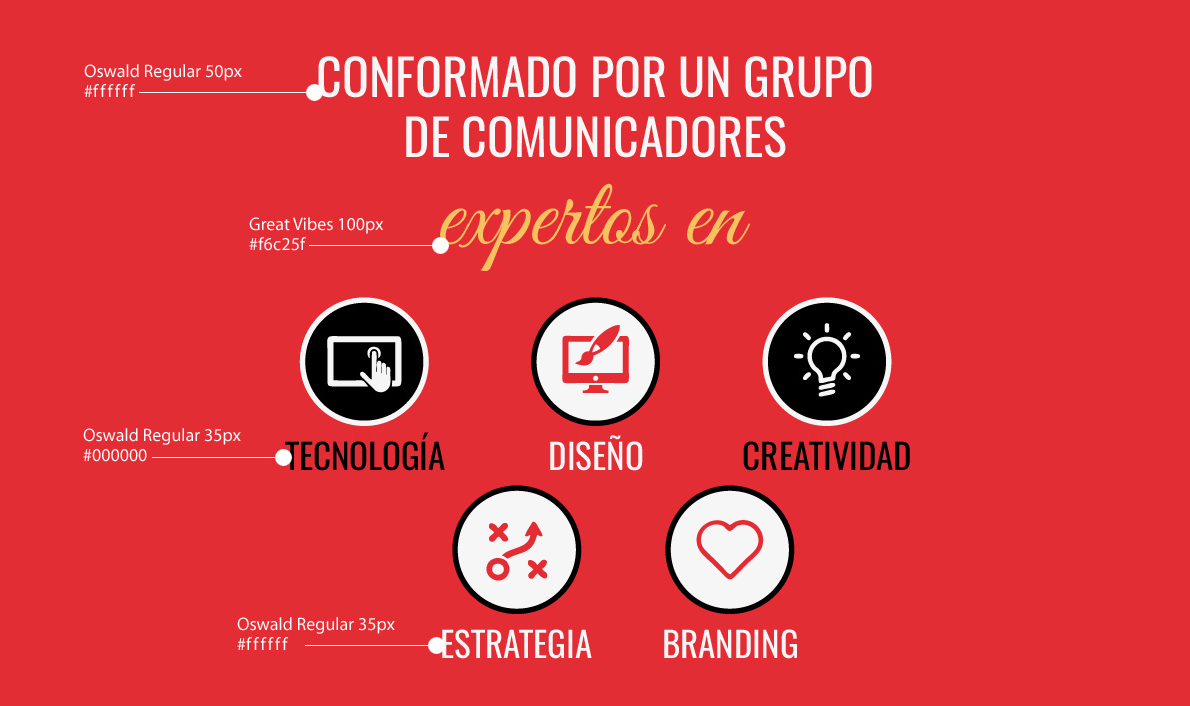 Oswald Regular 50px
#ffffff
CONFORMADO POR UN GRUPO
DE COMUNICADORES
Great Vibes 100px
#f6c25f
expertos en
Oswald Regular 35px
#000000
TECNOLOGÍA
DISEÑO
CREATIVIDAD
Oswald Regular 35px
#ffffff
ESTRATEGIA
BRANDING